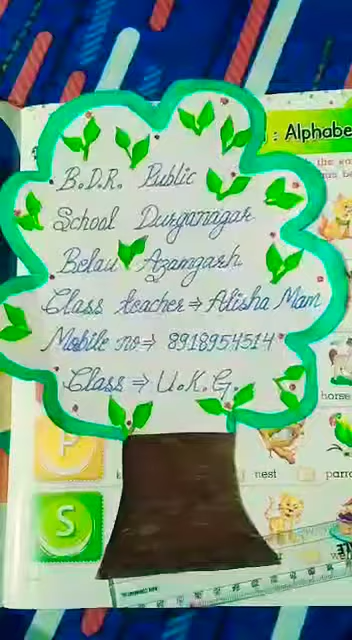 : Alphabe
B.D.R. Public
School Durganagar
Belau Azamgarh
Class teacher ⇒ Alisha Mam
Mobile no ⇒ 8918954514
Class ⇒ U.K.G.
horse
P
nest
parro
S